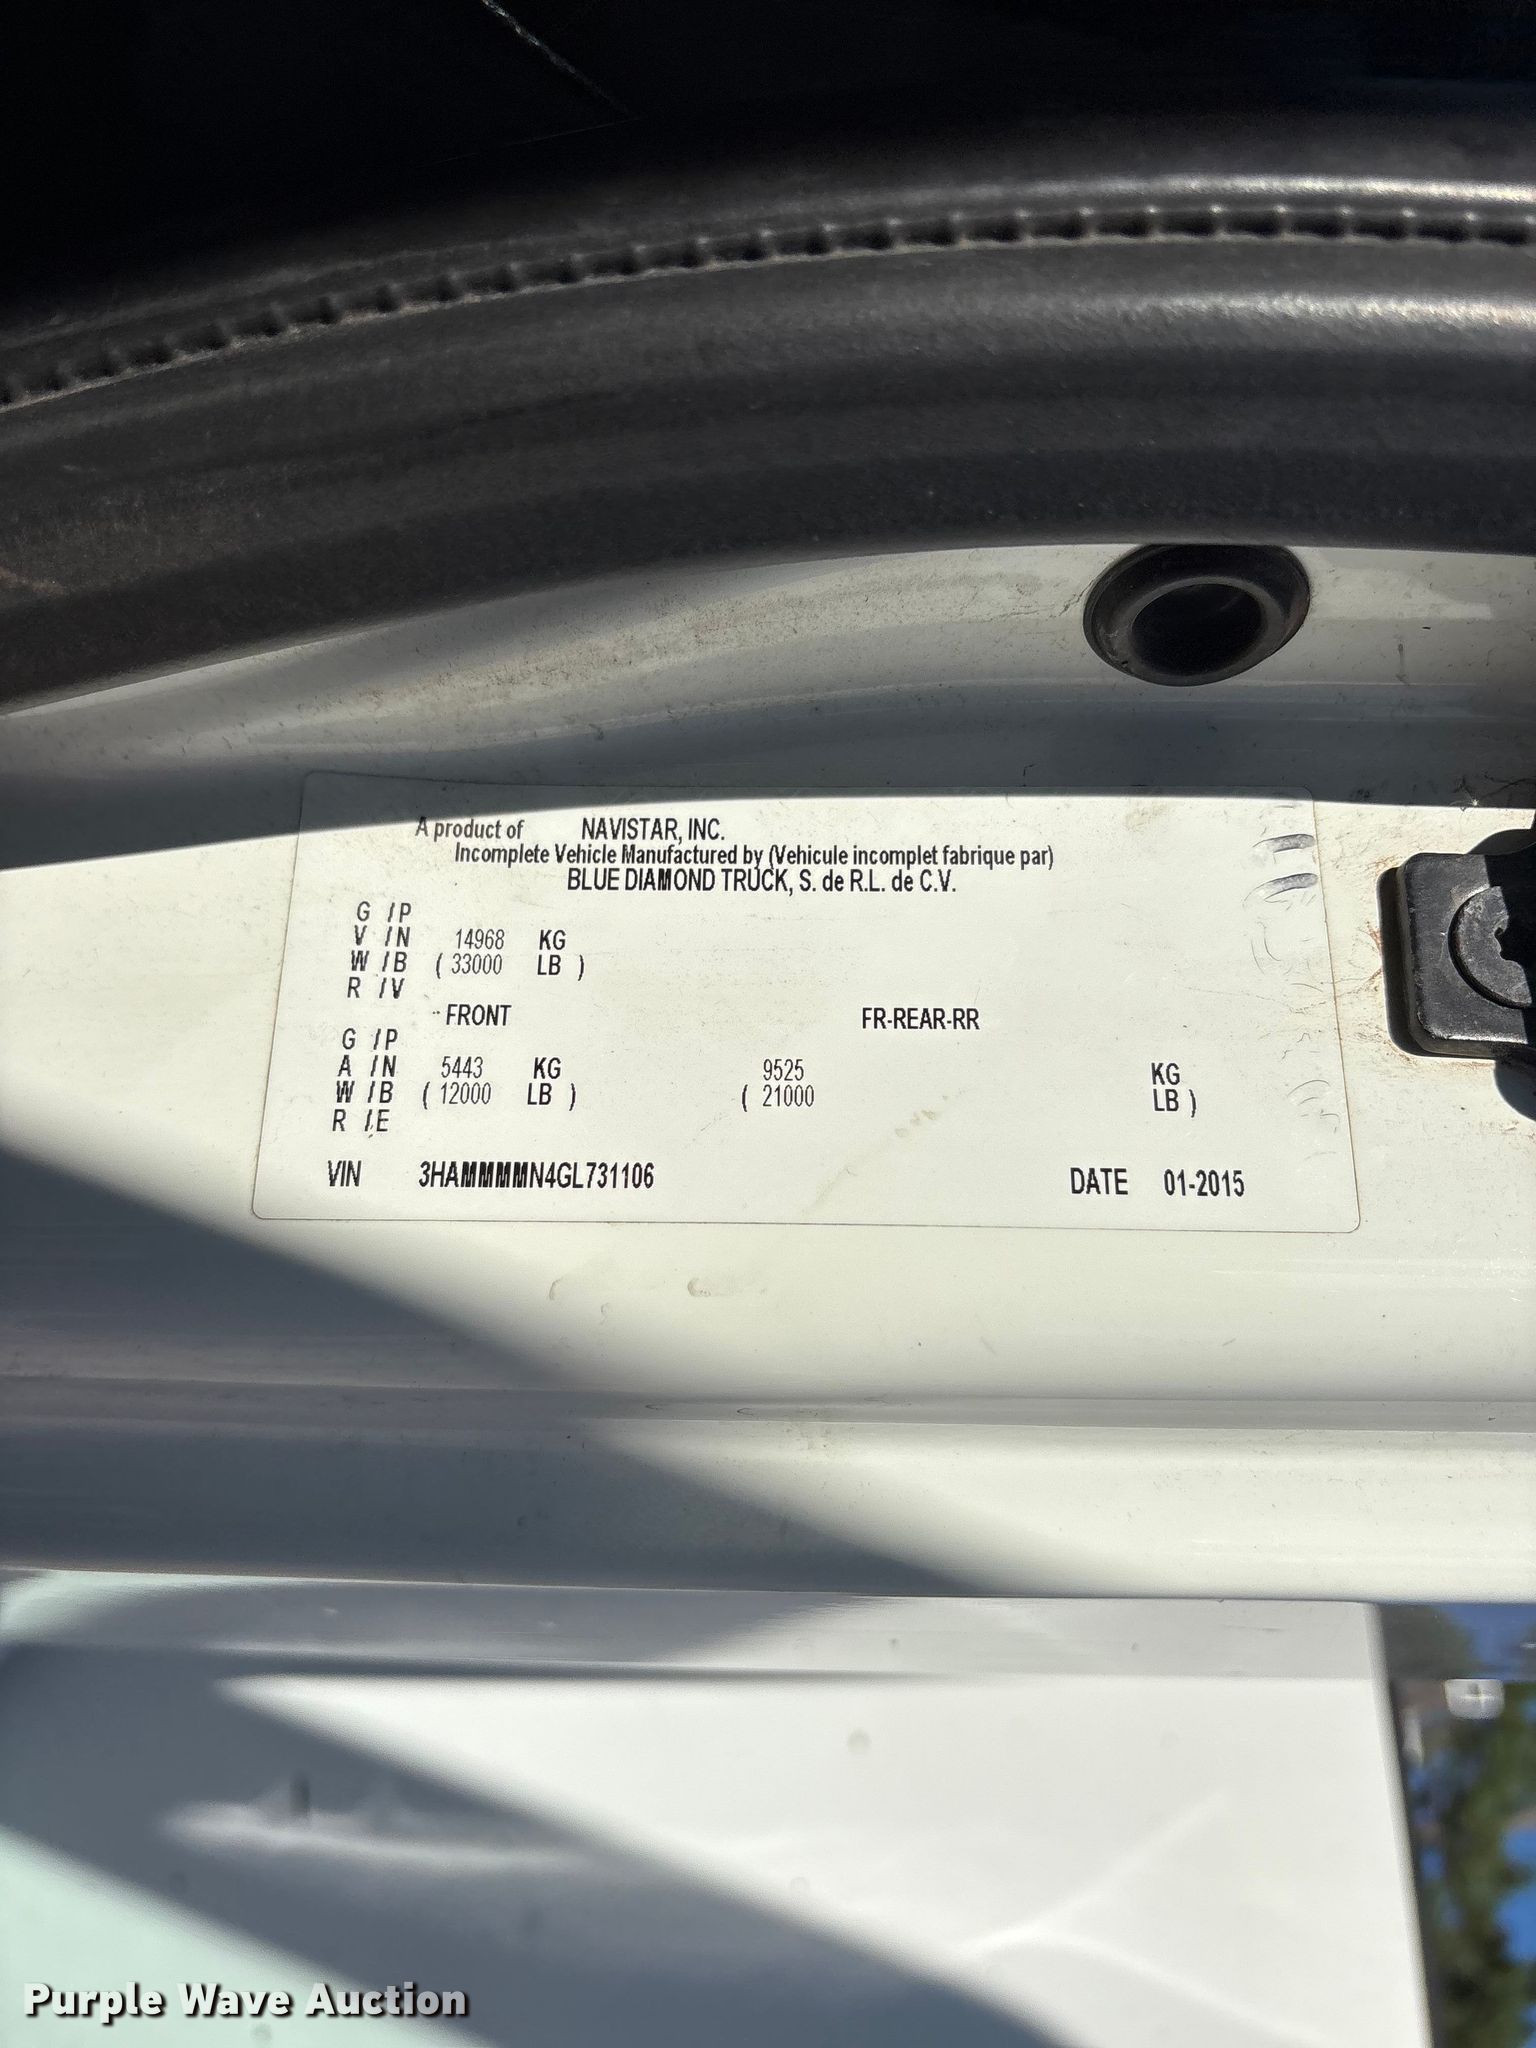 A product of NAVISTAR, INC.
Incomplete Vehicle Manufactured by (Vehicule incomplet fabrique par)
BLUE DIAMOND TRUCK, S. de R.L. de C.V.
G /P
V /N 14968 KG
W /B ( 33000 LB )
R /V
FRONT FR-REAR-RR
G /P
A /N 5443 KG 9525 KG
W /B ( 12000 LB ) ( 21000 LB )
R /E
VIN 3HAMMMMN4GL731106 DATE 01-2015
Purple Wave Auction